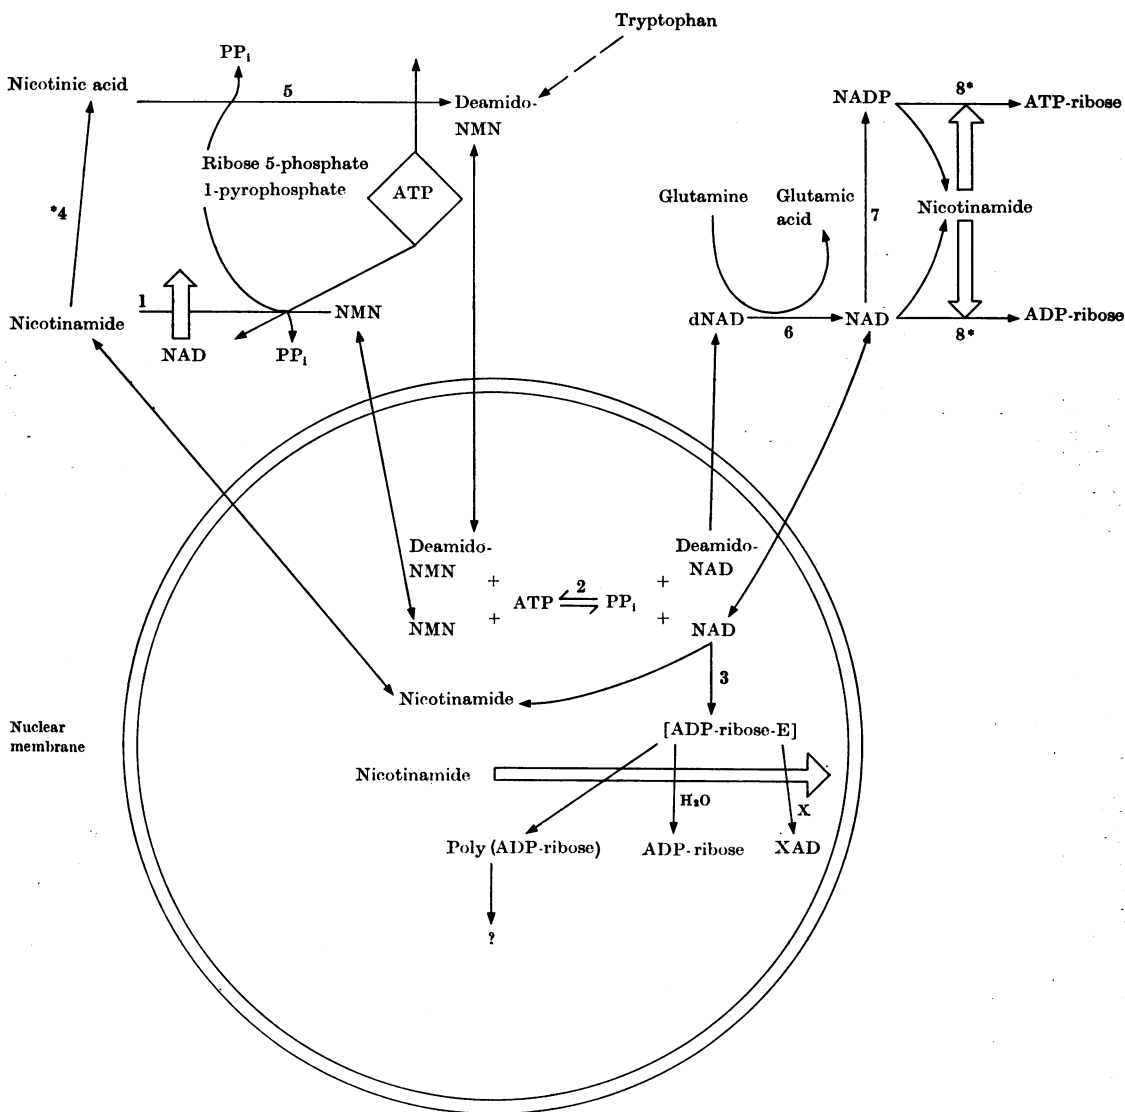 Tryptophan
PPi
Nicotinic acid
5
Deamido-
NMN
NADP
8*
ATP-ribose
Ribose 5-phosphate
1-pyrophosphate
ATP
*4
Glutamine
Glutamic
acid
7
Nicotinamide
1
Nicotinamide
NMN
NAD
PPi
dNAD
6
NAD
8*
ADP-ribose
Deamido-
NMN
+
ATP
2
PPi
+
Deamido-
NAD
+
+
NMN
NAD
3
Nicotinamide
Nuclear
membrane
[ADP-ribose-E]
Nicotinamide
H₂O
X
Poly (ADP-ribose)
ADP-ribose
XAD
?